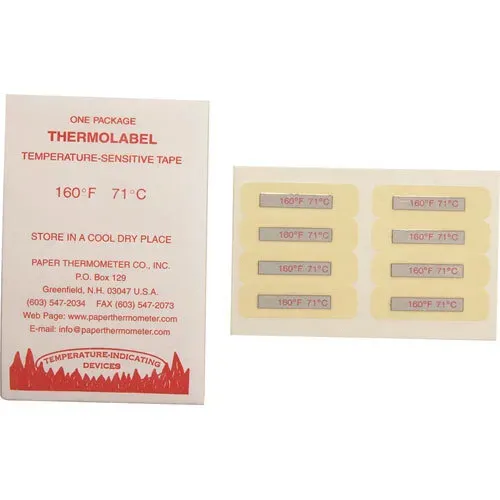 ONE PACKAGE
THERMOLABEL
TEMPERATURE-SENSITIVE TAPE
160°F 71°C
STORE IN A COOL DRY PLACE
PAPER THERMOMETER CO., INC.
P.O. Box 129
Greenfield, N.H. 03047 U.S.A.
(603) 547-2034 FAX (603) 547-2073
Web Page: www.paperthermometer.com
E-mail: info@paperthermometer.com
TEMPERATURE-INDICATING
DEVICES
160°F 71°C
160°F 71°C
160°F 71°C
160°F 71°C
160°F 71°C
160°F 71°C
160°F 71°C
160°F 71°C